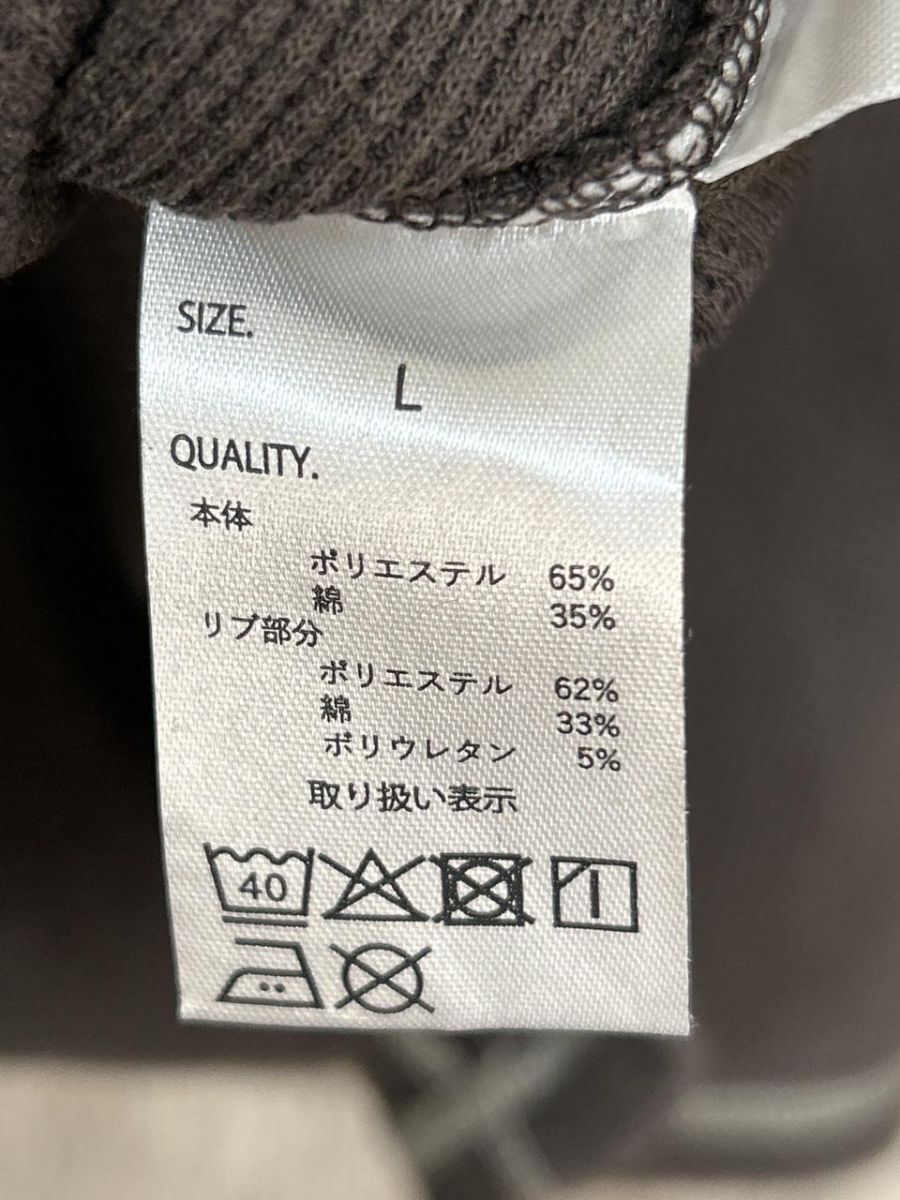 SIZE.
L
QUALITY.
本体
ポリエステル 65%
綿 35%
リブ部分
ポリエステル 62%
綿 33%
ポリウレタン 5%
取り扱い表示
40